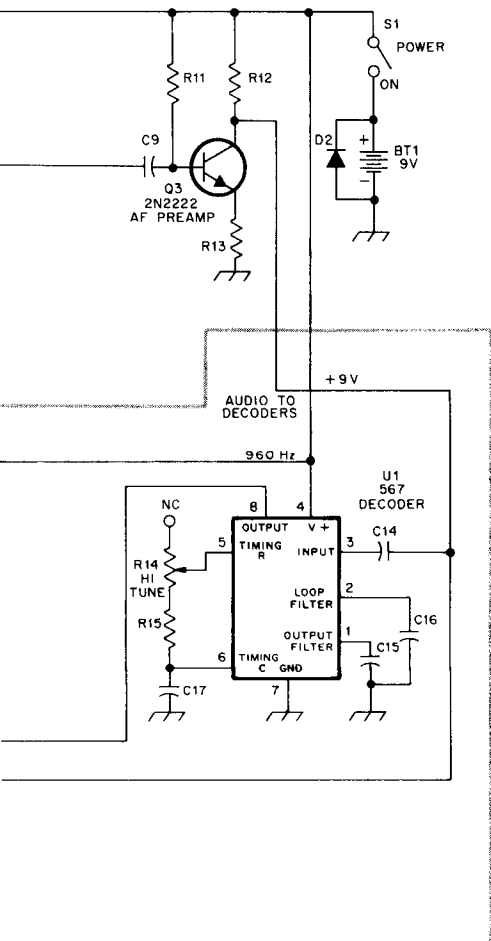 S1
POWER
ON
R11
R12
C9
D2
+
BT1
9V
−
Q3
2N2222
AF PREAMP
R13
+9V
AUDIO TO
DECODERS
960 Hz
U1
567
DECODER
NC
8
4
OUTPUT
V +
C14
5
TIMING
R
INPUT
3
R14
HI
TUNE
2
LOOP
FILTER
R15
C16
OUTPUT
FILTER
1
C15
6
TIMING
C
GND
7
C17